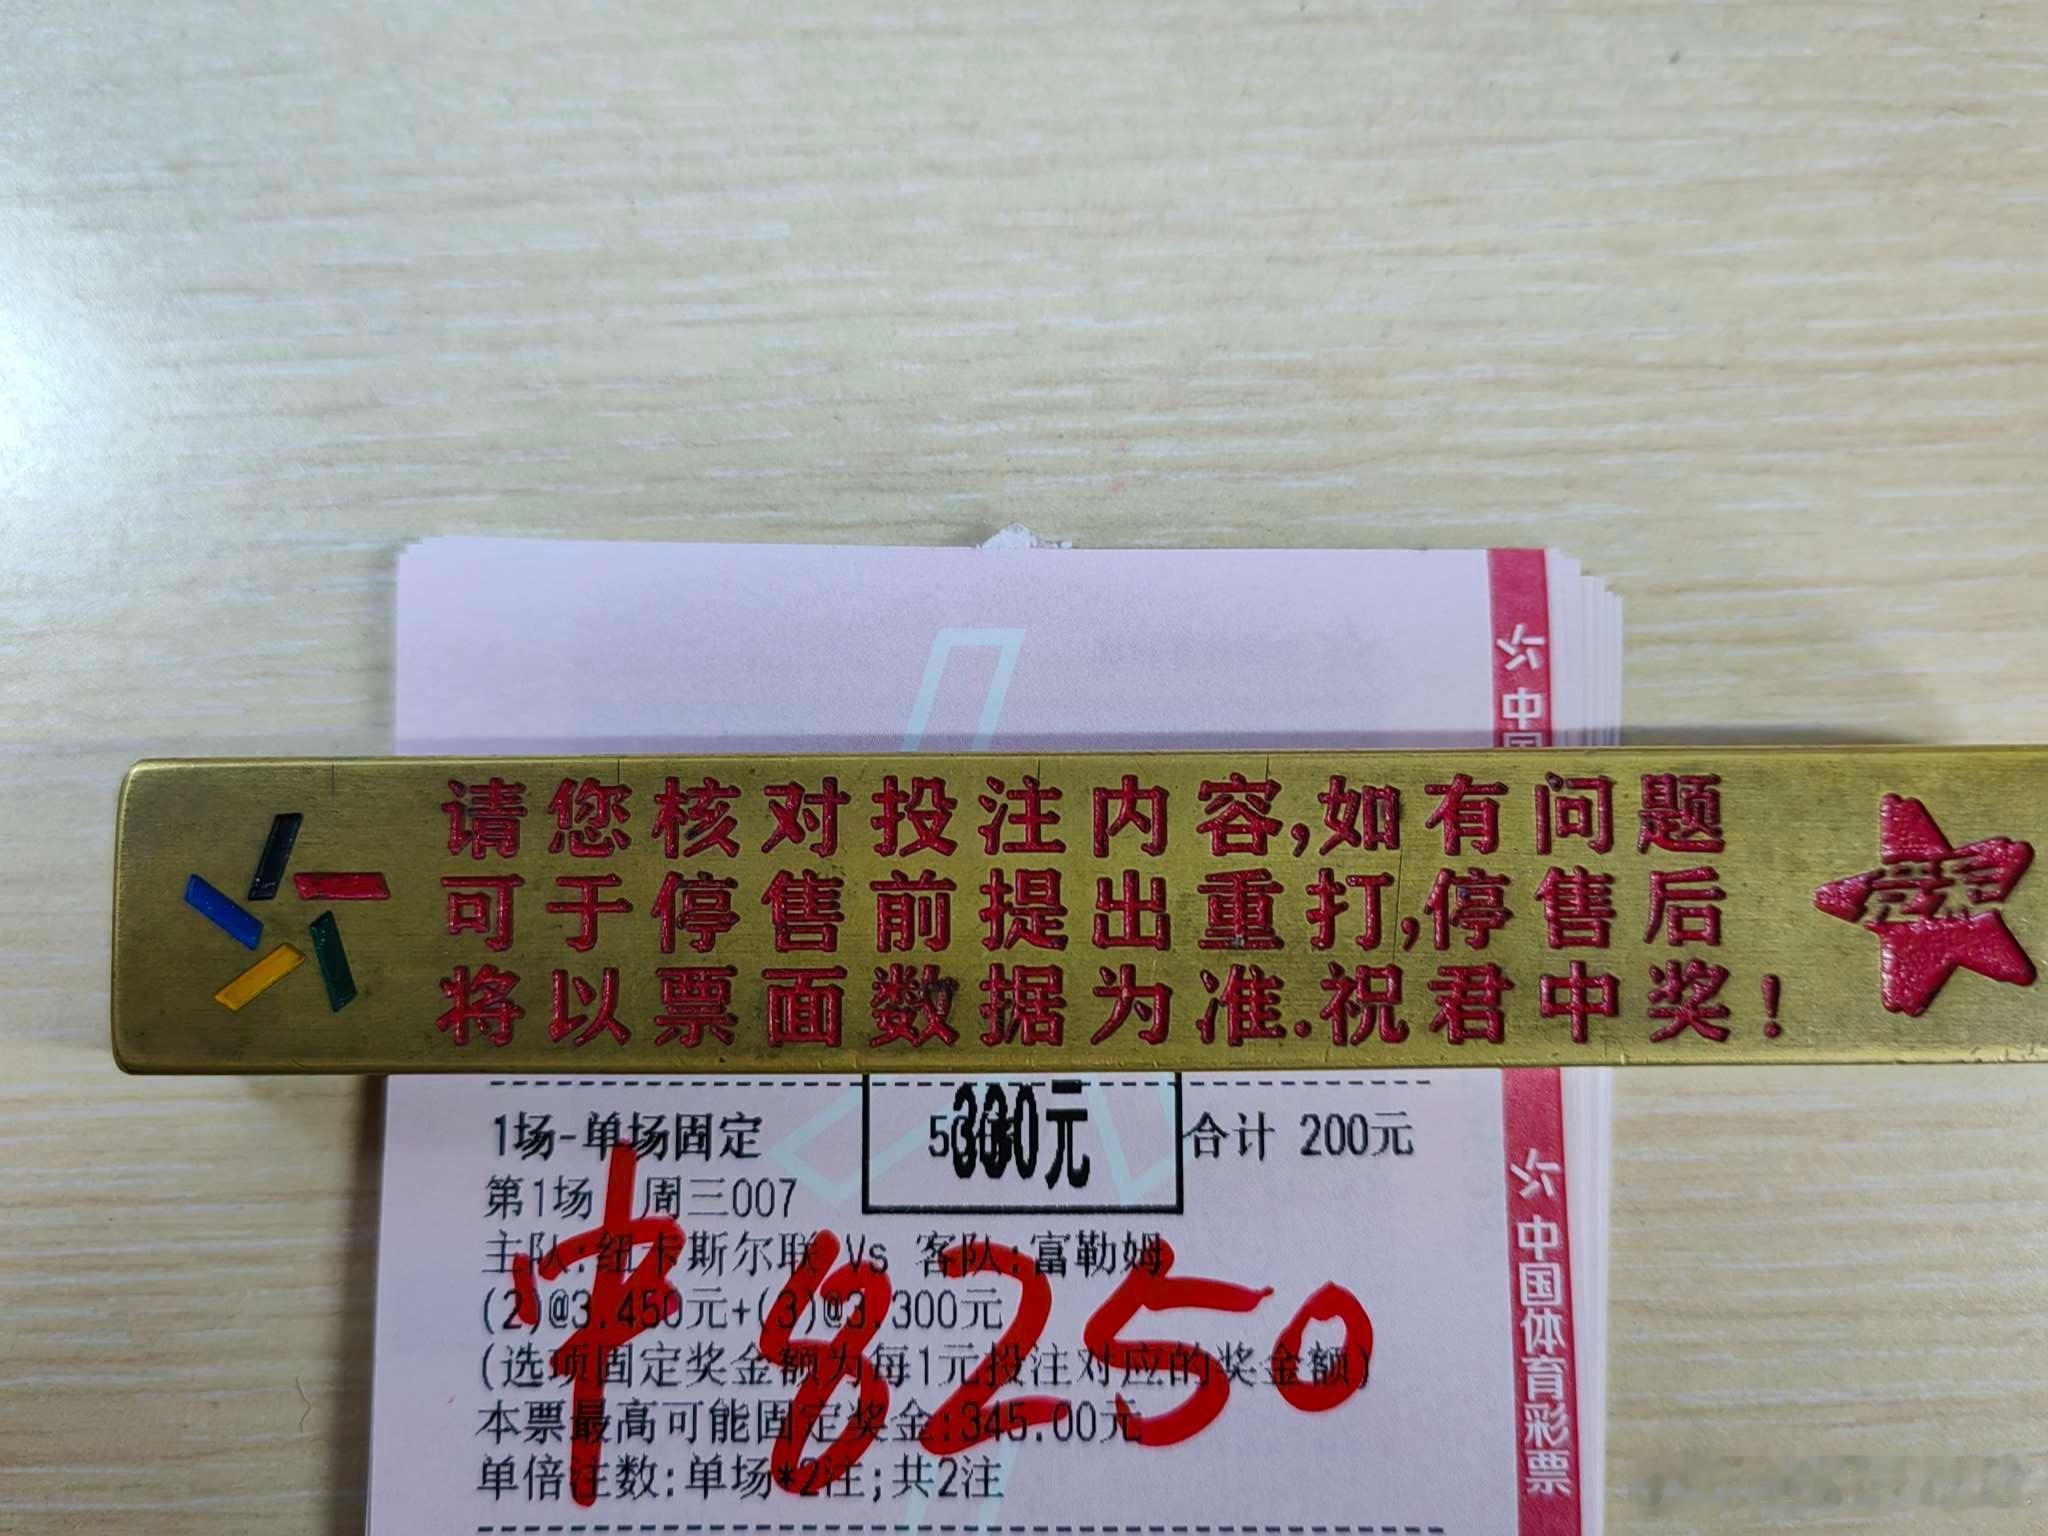 中国
请您核对投注内容,如有问题
可于停售前提出重打,停售后
将以票面数据为准.祝君中奖!
1场-单场固定 330元 合计 200元
第1场 周三007
主队:纽卡斯尔联 Vs 客队:富勒姆
(2)@3.450元+(3)@3.300元
(选项固定奖金额为每1元投注对应的奖金额)
本票最高可能固定奖金:345.00元
单倍注数:单场*2注;共2注
中8250
中国体育彩票